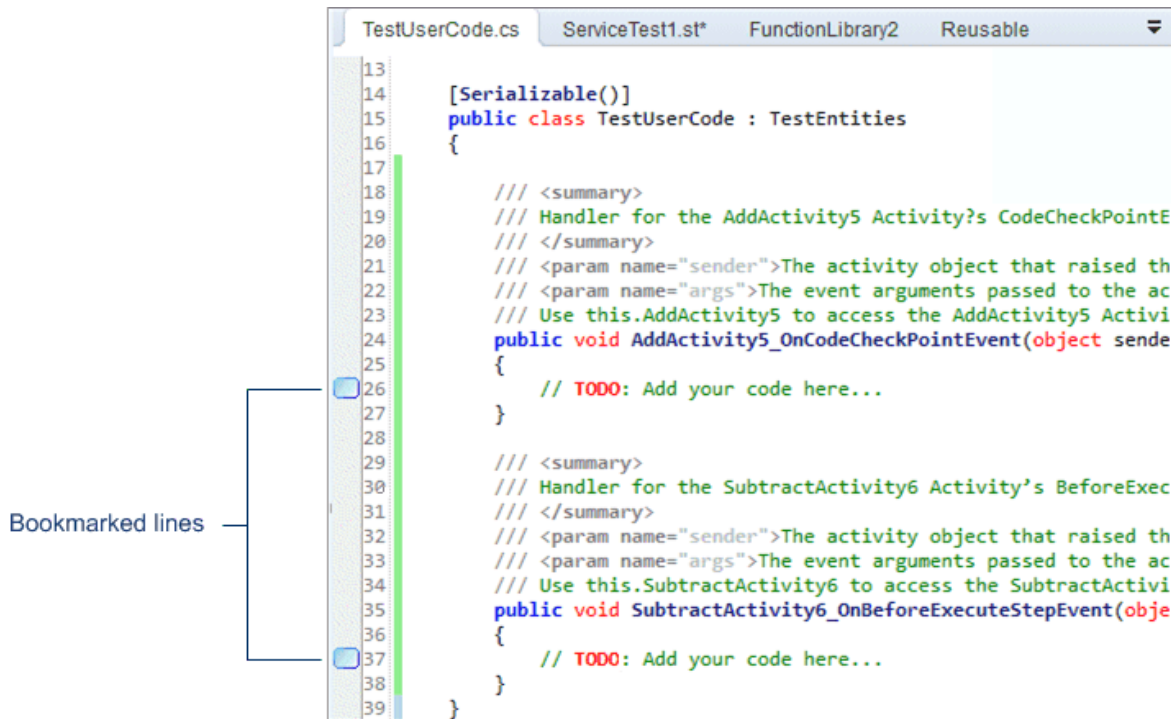 TestUserCode.cs ServiceTest1.st* FunctionLibrary2 Reusable
13
14 [Serializable()]
15 public class TestUserCode : TestEntities
16 {
17
18 /// <summary>
19 /// Handler for the AddActivity5 Activity?s CodeCheckPointE
20 /// </summary>
21 /// <param name="sender">The activity object that raised th
22 /// <param name="args">The event arguments passed to the ac
23 /// Use this.AddActivity5 to access the AddActivity5 Activi
24 public void AddActivity5_OnCodeCheckPointEvent(object sende
25 {
26 // TODO: Add your code here...
27 }
28
29 /// <summary>
30 /// Handler for the SubtractActivity6 Activity’s BeforeExec
31 /// </summary>
32 /// <param name="sender">The activity object that raised th
33 /// <param name="args">The event arguments passed to the ac
34 /// Use this.SubtractActivity6 to access the SubtractActivi
35 public void SubtractActivity6_OnBeforeExecuteStepEvent(obje
36 {
37 // TODO: Add your code here...
38 }
39 }
Bookmarked lines